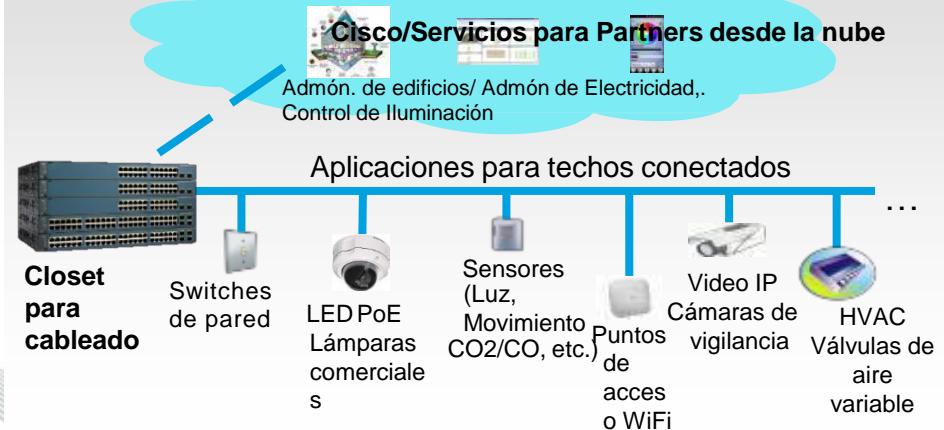 Cisco/Servicios para Partners desde la nube
Admón. de edificios/ Admón de Electricidad,.
Control de Iluminación
Aplicaciones para techos conectados
...
Closet
para
cableado
Switches
de pared
LED PoE
Lámparas
comerciale
s
Sensores
(Luz,
Movimiento
CO2/CO, etc.)
Puntos
de
acces
o WiFi
Video IP
Cámaras de
vigilancia
HVAC
Válvulas de
aire
variable